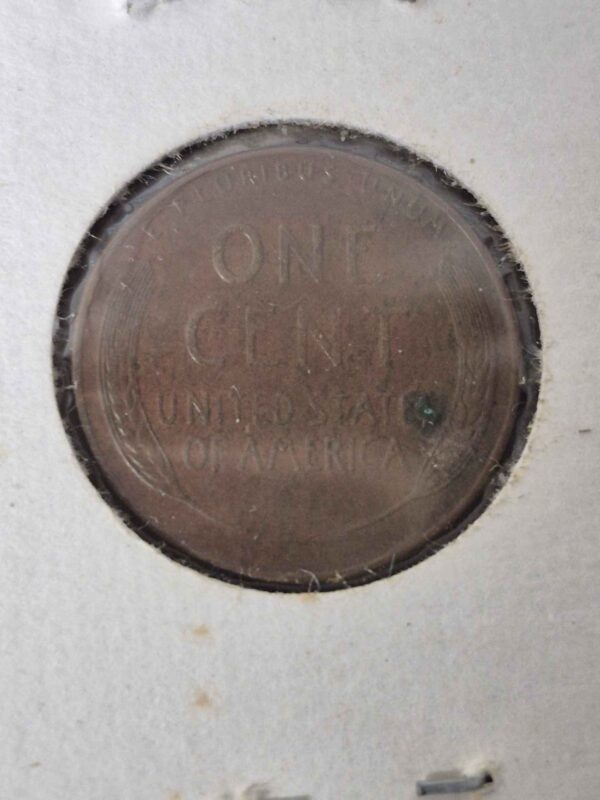 E PLURIBUS UNUM
ONE
CENT
UNITED STATES
OF AMERICA